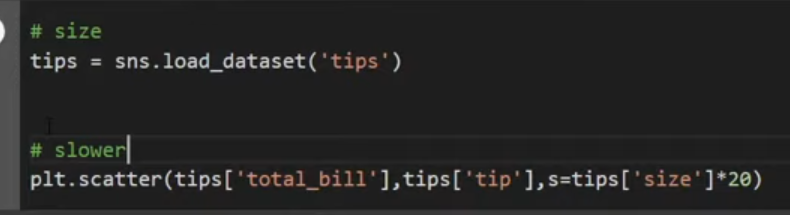 # size
tips = sns.load_dataset('tips')
# slower
plt.scatter(tips['total_bill'],tips['tip'],s=tips['size']*20)